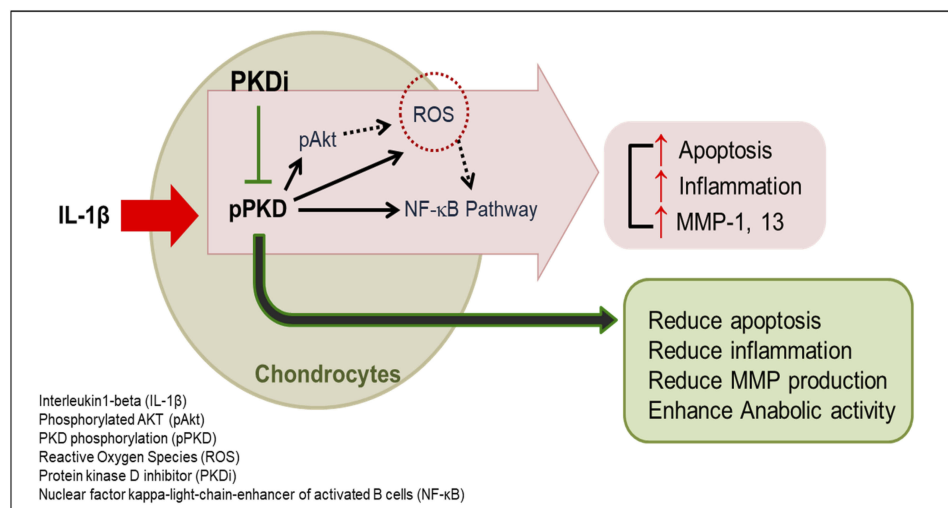 PKDi
ROS
pAkt
IL-1β
pPKD
NF-κB Pathway
↑ Apoptosis
↑ Inflammation
↑ MMP-1, 13
Chondrocytes
Reduce apoptosis
Reduce inflammation
Reduce MMP production
Enhance Anabolic activity
Interleukin1-beta (IL-1β)
Phosphorylated AKT (pAkt)
PKD phosphorylation (pPKD)
Reactive Oxygen Species (ROS)
Protein kinase D inhibitor (PKDi)
Nuclear factor kappa-light-chain-enhancer of activated B cells (NF-κB)